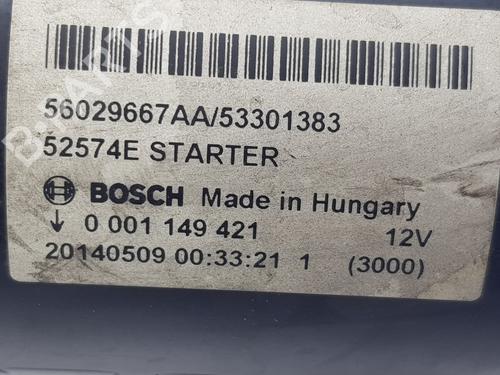 56029667AA/53301383
52574E STARTER
BOSCH Made in Hungary
↓ 0 001 149 421 12V
20140509 00:33:21 1 (3000)
B-PARTS